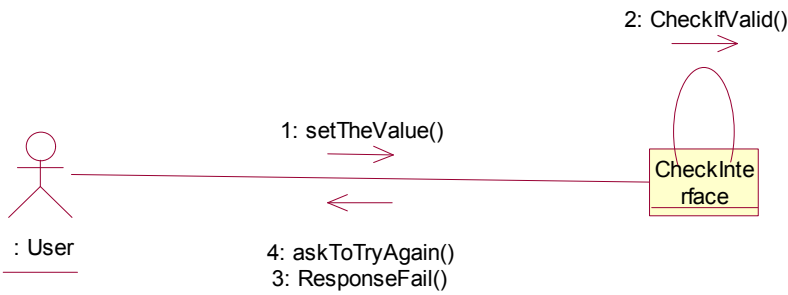 2: CheckIfValid()
1: setTheValue()
CheckInte
rface
: User
4: askToTryAgain()
3: ResponseFail()